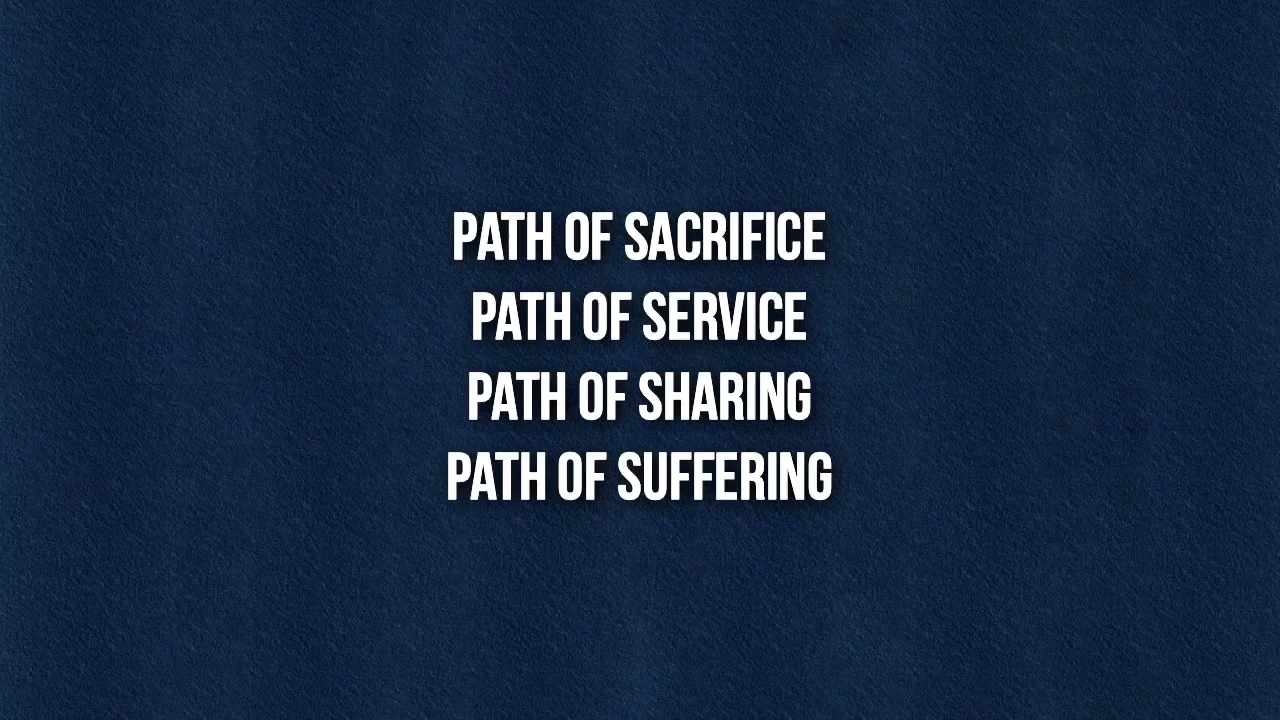 PATH OF SACRIFICE
PATH OF SERVICE
PATH OF SHARING
PATH OF SUFFERING